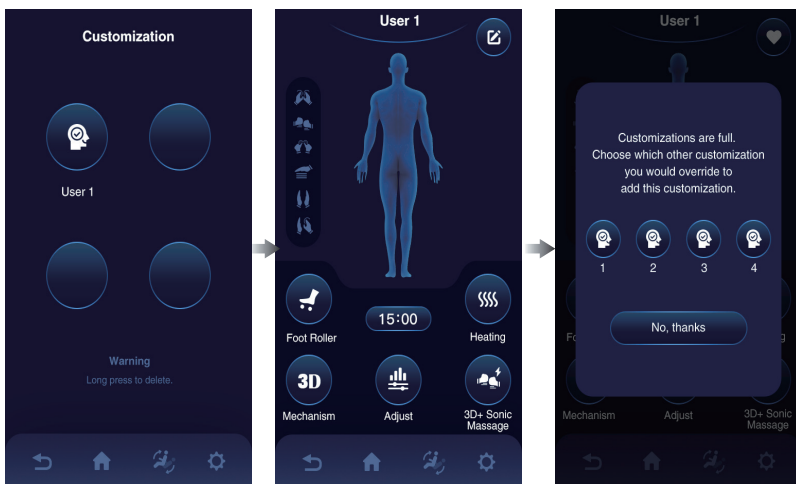 Customization
User 1
Warning
Long press to delete.
User 1
15:00
Foot Roller
Heating
3D
Mechanism
Adjust
3D+ Sonic
Massage
User 1
Customizations are full.
Choose which other customization
you would override to
add this customization.
1 2 3 4
No, thanks
Mechanism
Adjust
3D+ Sonic
Massage